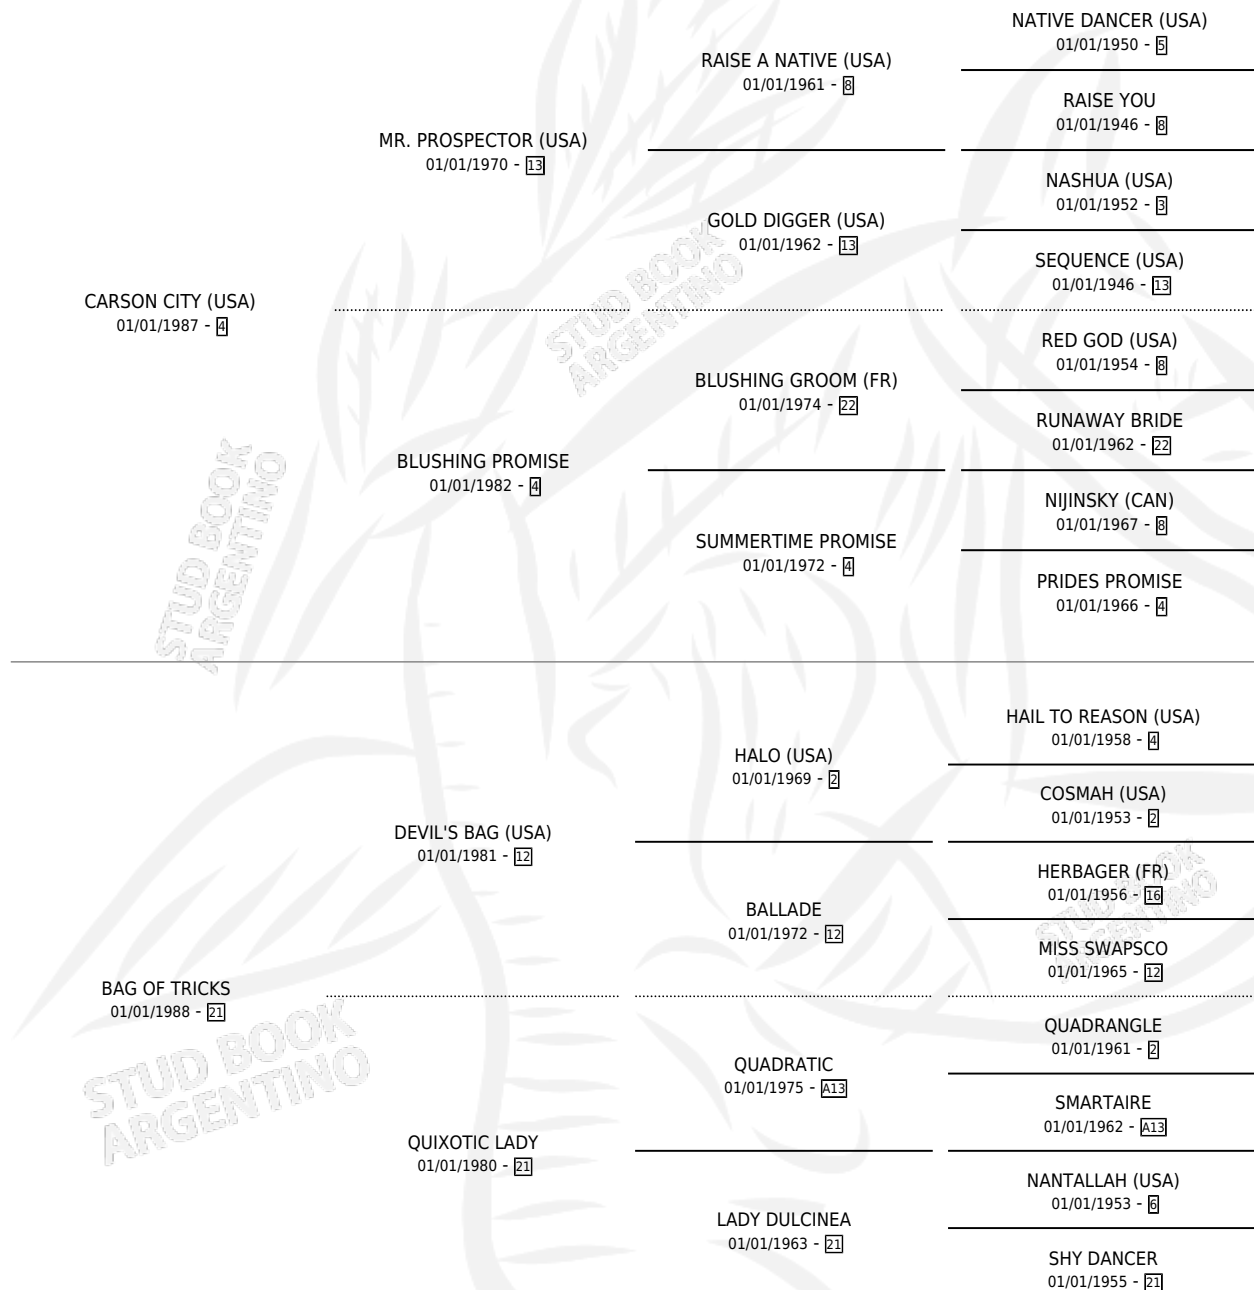 NATIVE DANCER (USA)
01/01/1950 - 5
RAISE A NATIVE (USA)
01/01/1961 - 8
RAISE YOU
01/01/1946 - 8
MR. PROSPECTOR (USA)
01/01/1970 - 13
NASHUA (USA)
01/01/1952 - 3
GOLD DIGGER (USA)
01/01/1962 - 13
SEQUENCE (USA)
01/01/1946 - 13
CARSON CITY (USA)
01/01/1987 - 4
RED GOD (USA)
01/01/1954 - 8
BLUSHING GROOM (FR)
01/01/1974 - 22
RUNAWAY BRIDE
01/01/1962 - 22
BLUSHING PROMISE
01/01/1982 - 4
NIJINSKY (CAN)
01/01/1967 - 8
SUMMERTIME PROMISE
01/01/1972 - 4
PRIDES PROMISE
01/01/1966 - 4
HAIL TO REASON (USA)
01/01/1958 - 4
HALO (USA)
01/01/1969 - 2
COSMAH (USA)
01/01/1953 - 2
DEVIL'S BAG (USA)
01/01/1981 - 12
HERBAGER (FR)
01/01/1956 - 16
BALLADE
01/01/1972 - 12
MISS SWAPSCO
01/01/1965 - 12
BAG OF TRICKS
01/01/1988 - 21
QUADRANGLE
01/01/1961 - 2
QUADRATIC
01/01/1975 - A13
SMARTAIRE
01/01/1962 - A13
QUIXOTIC LADY
01/01/1980 - 21
NANTALLAH (USA)
01/01/1953 - 6
LADY DULCINEA
01/01/1963 - 21
SHY DANCER
01/01/1955 - 21
STUD BOOK
ARGENTINO
STUD BOOK
ARGENTINO
STUD BOOK
ARGENTINO
STUD BOOK
ARGENTINO